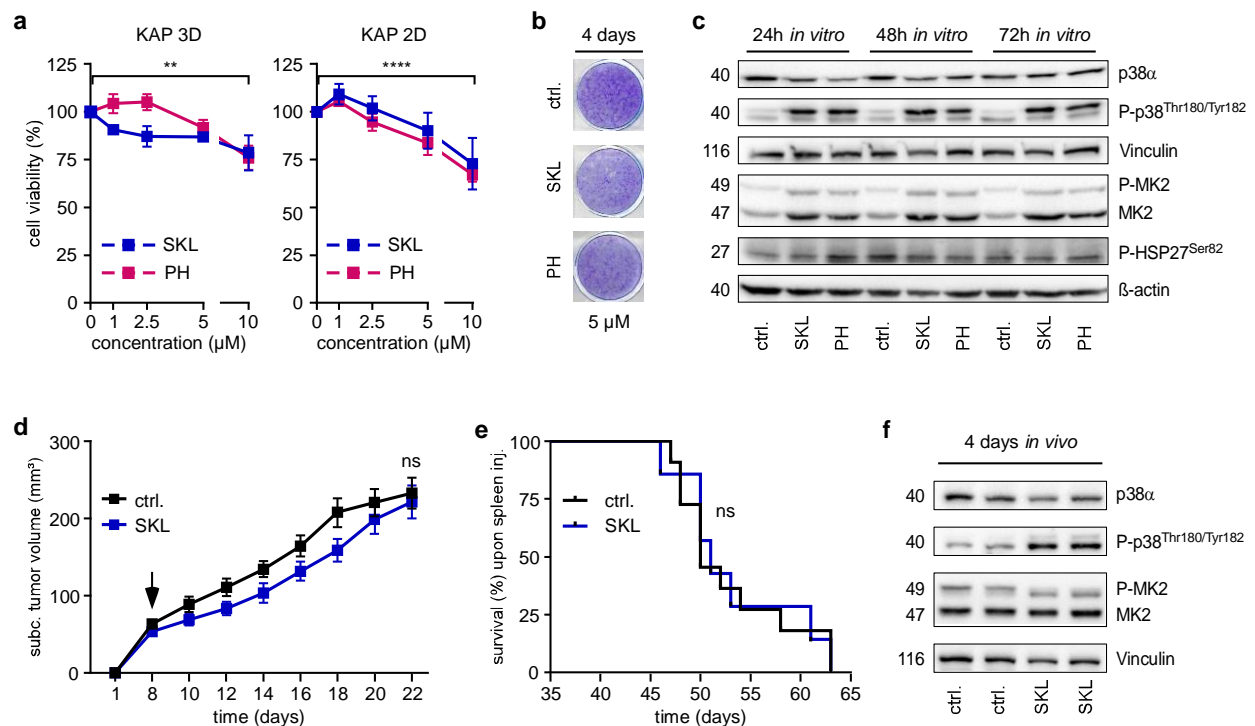 a
KAP 3D
KAP 2D
cell viability (%)
125
100
75
50
25
0
**
SKL
PH
0 1 2.5 5 10
concentration (µM)
125
100
75
50
25
0
****
SKL
PH
0 1 2.5 5 10
concentration (µM)
b
4 days
ctrl.
SKL
PH
5 µM
c
24h in vitro 48h in vitro 72h in vitro
40 p38α
40 P-p38Thr180/Tyr182
116 Vinculin
49 P-MK2
47 MK2
27 P-HSP27Ser82
40 ß-actin
ctrl. SKL PH ctrl. SKL PH ctrl. SKL PH
d
subc. tumor volume (mm³)
300
200
100
0
ns
ctrl.
SKL
1 8 10 12 14 16 18 20 22
time (days)
e
survival (%) upon spleen inj.
100
75
50
25
0
ns
ctrl.
SKL
35 40 45 50 55 60 65
time (days)
f
4 days in vivo
40 p38α
40 P-p38Thr180/Tyr182
49 P-MK2
47 MK2
116 Vinculin
ctrl. ctrl. SKL SKL